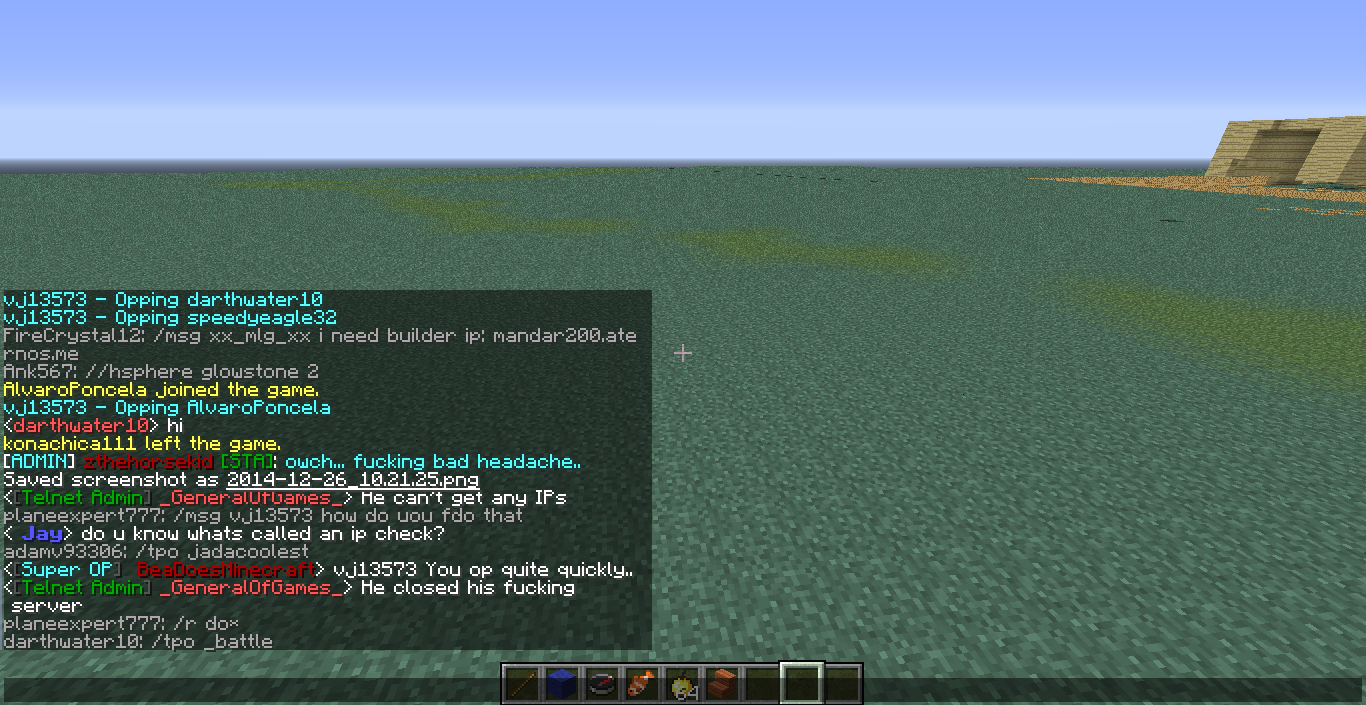 vj13573 - Opping darthwater10
vj13573 - Opping speedyeagle32
FireCrystal12: /msg xx_mlg_xx i need builder ip: mandar200.ate
rnos.me
Ank567: //hsphere glowstone 2
AlvaroPoncela joined the game.
vj13573 - Opping AlvaroPoncela
<darthwater10> hi
konachica111 left the game.
[ADMIN] zthehorsekid [STA]: owch... fucking bad headache..
Saved screenshot as 2014-12-26_10.21.25.png
<[Telnet Admin] _GeneralOfGames_> He can't get any IPs
planeexpert777: /msg vj13573 how do uou fdo that
< Jay> do u know whats called an ip check?
adamv93306: /tpo jadacoolest
<[Super OP] BeaDoesMinecraft> vj13573 You op quite quickly..
<[Telnet Admin] _GeneralOfGames_> He closed his fucking
server
planeexpert777: /r do*
darthwater10: /tpo _battle
64